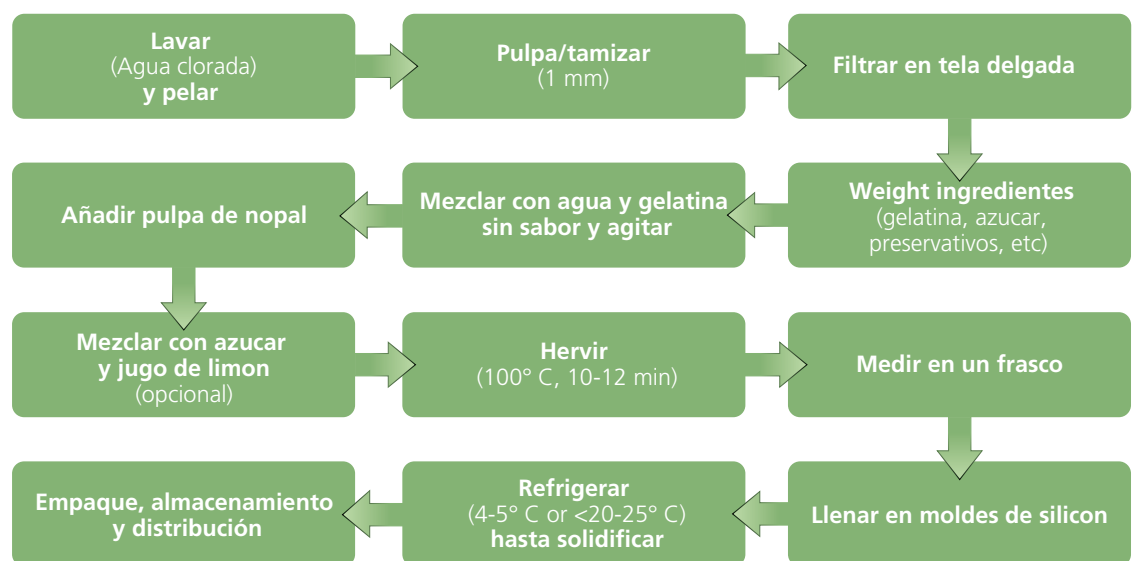 Lavar
(Agua clorada)
y pelar
Pulpa/tamizar
(1 mm)
Filtrar en tela delgada
Weight ingredientes
(gelatina, azucar,
preservativos, etc)
Mezclar con agua y gelatina
sin sabor y agitar
Añadir pulpa de nopal
Mezclar con azucar
y jugo de limon
(opcional)
Hervir
(100° C, 10-12 min)
Medir en un frasco
Llenar en moldes de silicon
Refrigerar
(4-5° C or <20-25° C)
hasta solidificar
Empaque, almacenamiento
y distribución